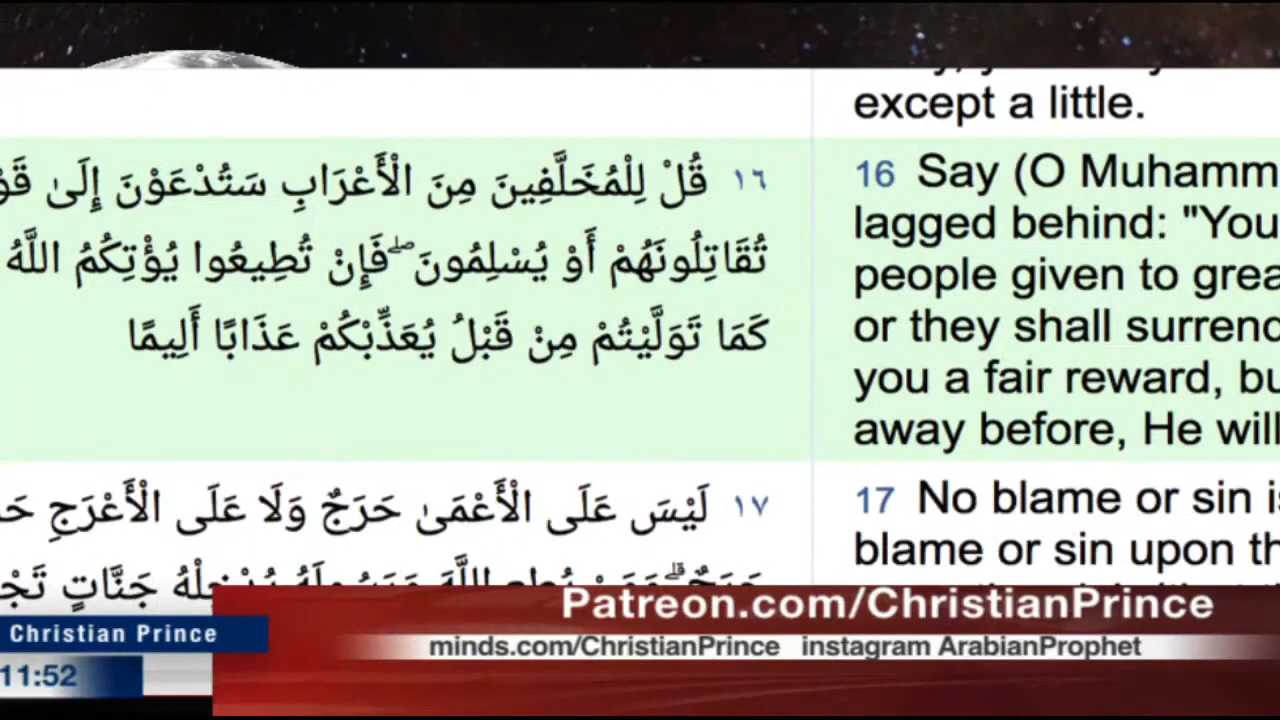 except a little.
١٦ قُلْ لِلْمُخَلَّفِينَ مِنَ الْأَعْرَابِ سَتُدْعَوْنَ إِلَىٰ
تُقَاتِلُونَهُمْ أَوْ يُسْلِمُونَ ۖ فَإِنْ تُطِيعُوا يُؤْتِكُمُ اللَّهُ
كَمَا تَوَلَّيْتُمْ مِنْ قَبْلُ يُعَذِّبْكُمْ عَذَابًا أَلِيمًا
16 Say (O Muhamm
lagged behind: "You
people given to grea
or they shall surrend
you a fair reward, bu
away before, He will
١٧ لَيْسَ عَلَى الْأَعْمَىٰ حَرَجٌ وَلَا عَلَى الْأَعْرَجِ
جَنَّاتٍ
17 No blame or sin is
blame or sin upon th
Patreon.com/ChristianPrince
Christian Prince
minds.com/ChristianPrince instagram ArabianProphet
11:52